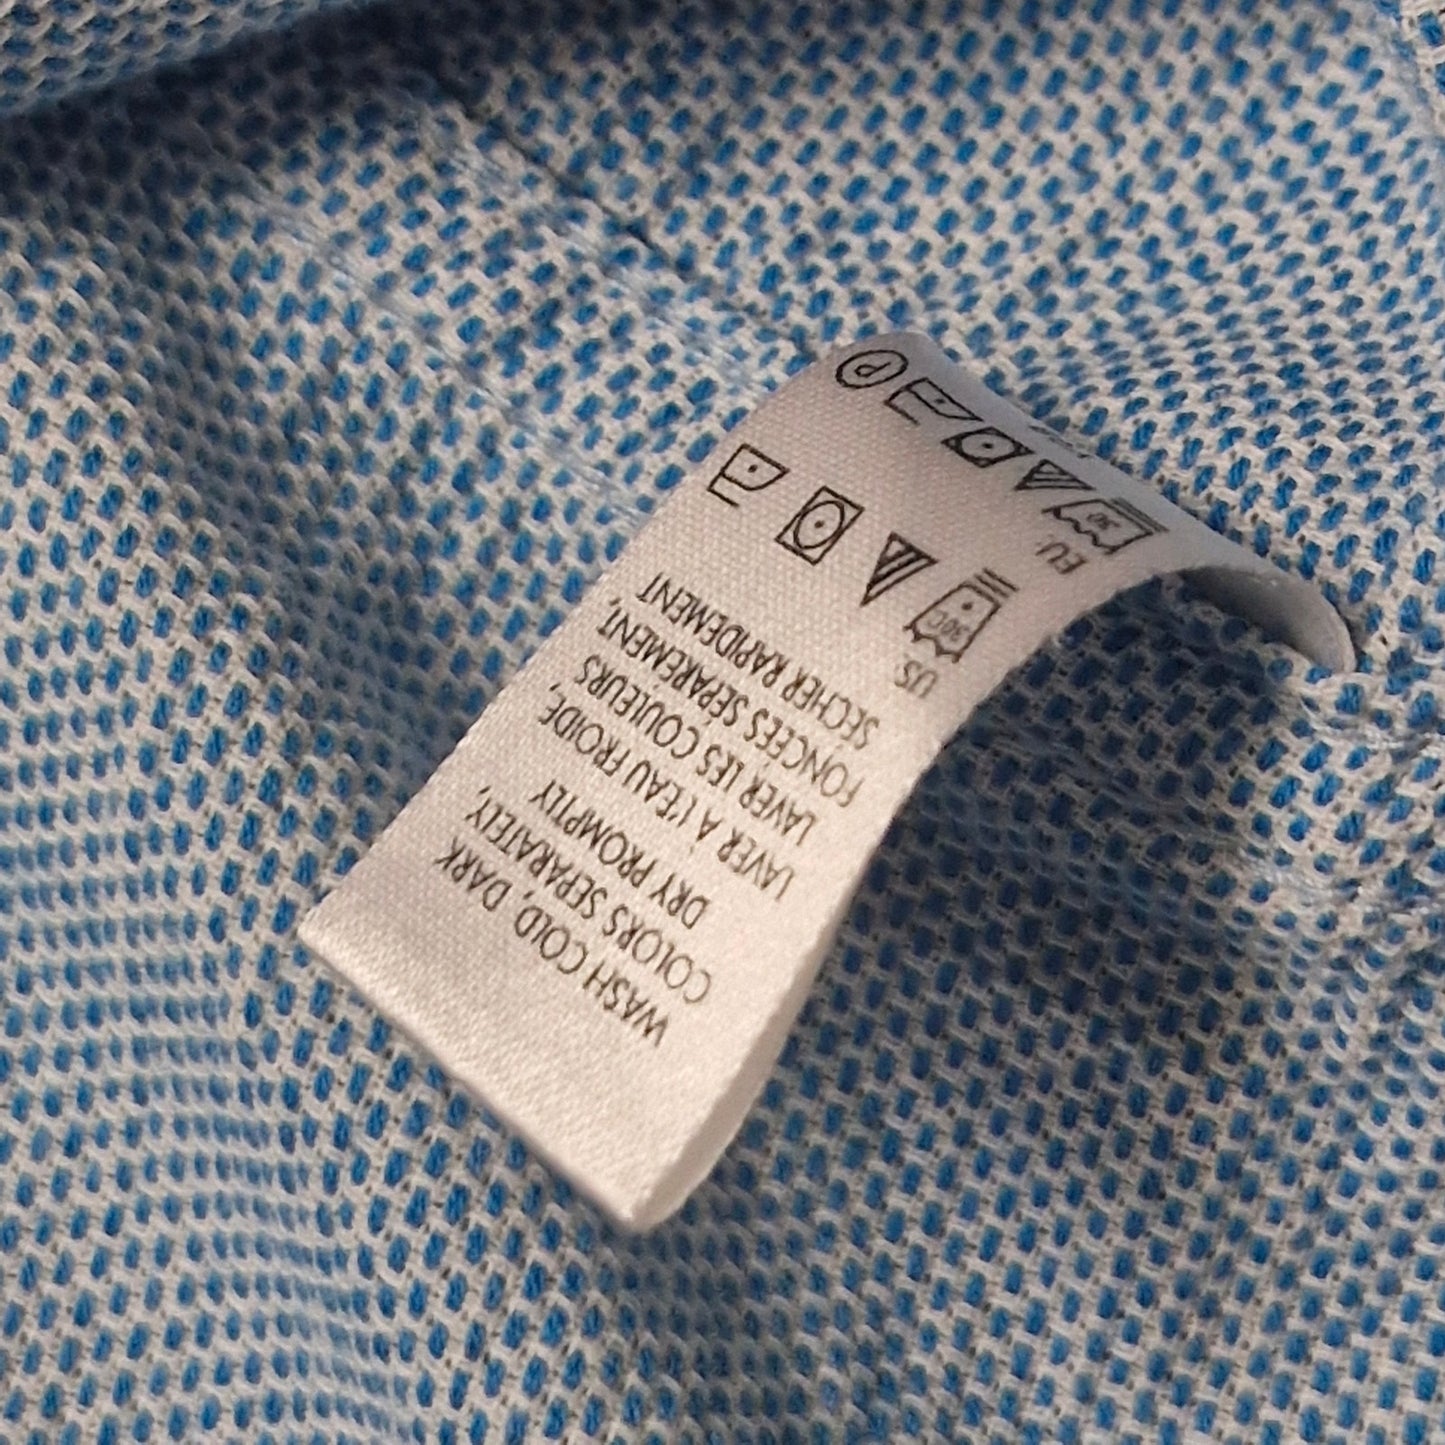 EU.
30°
P
US
30C
SECHER RAPIDEMENT
FONCÉES SÉPARÉMENT,
LAVER LES COULEURS
LAVER À L'EAU FROIDE,
DRY PROMPTLY
COLORS SEPARATELY,
WASH COLD, DARK